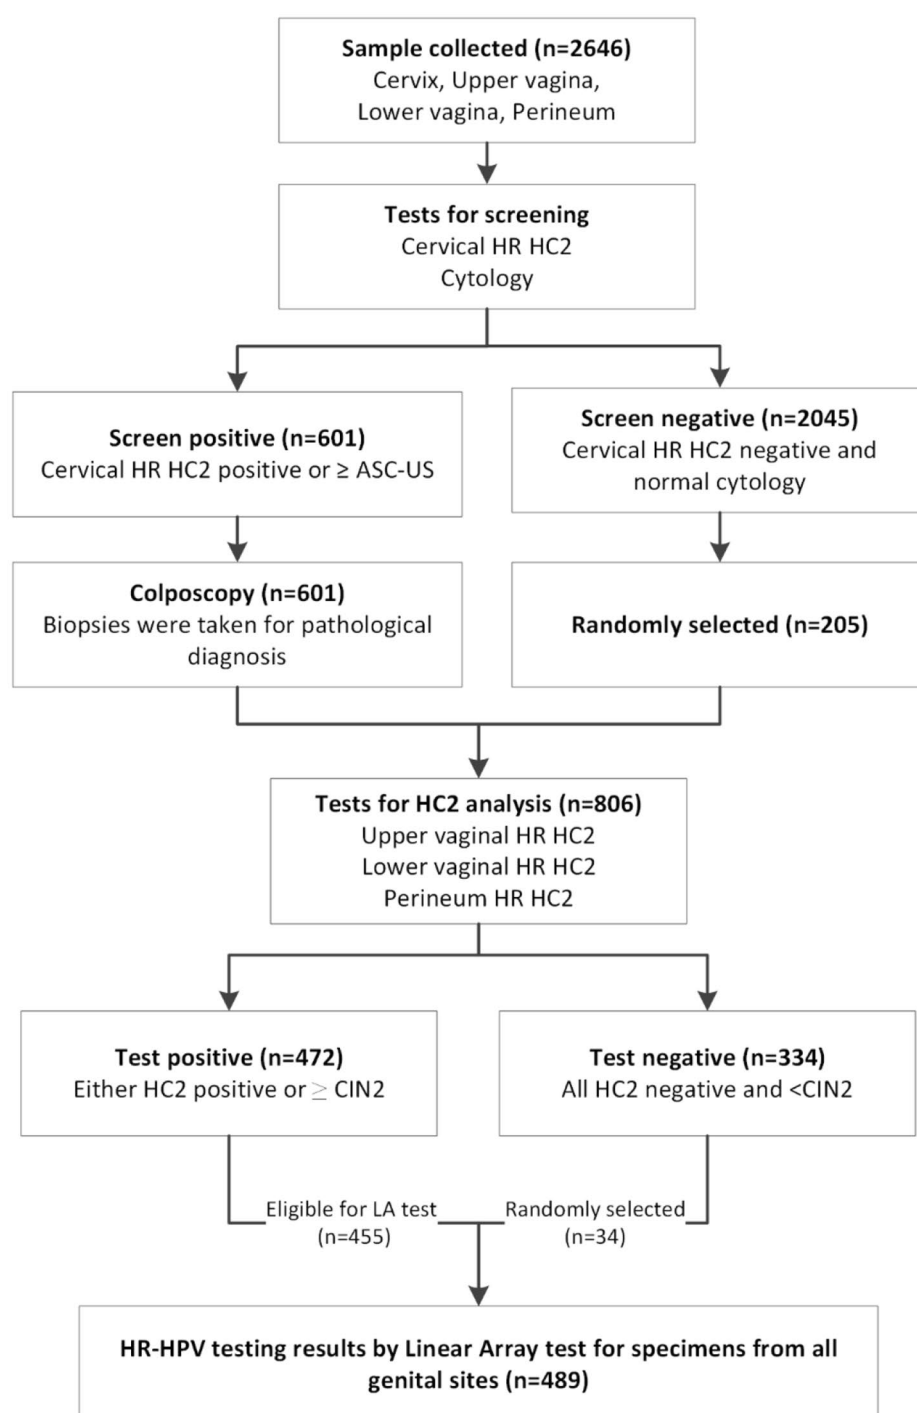 Sample collected (n=2646)
Cervix, Upper vagina,
Lower vagina, Perineum
Tests for screening
Cervical HR HC2
Cytology
Screen positive (n=601)
Cervical HR HC2 positive or ≥ ASC-US
Screen negative (n=2045)
Cervical HR HC2 negative and
normal cytology
Colposcopy (n=601)
Biopsies were taken for pathological
diagnosis
Randomly selected (n=205)
Tests for HC2 analysis (n=806)
Upper vaginal HR HC2
Lower vaginal HR HC2
Perineum HR HC2
Test positive (n=472)
Either HC2 positive or ≥ CIN2
Test negative (n=334)
All HC2 negative and <CIN2
Eligible for LA test
(n=455)
Randomly selected
(n=34)
HR-HPV testing results by Linear Array test for specimens from all
genital sites (n=489)